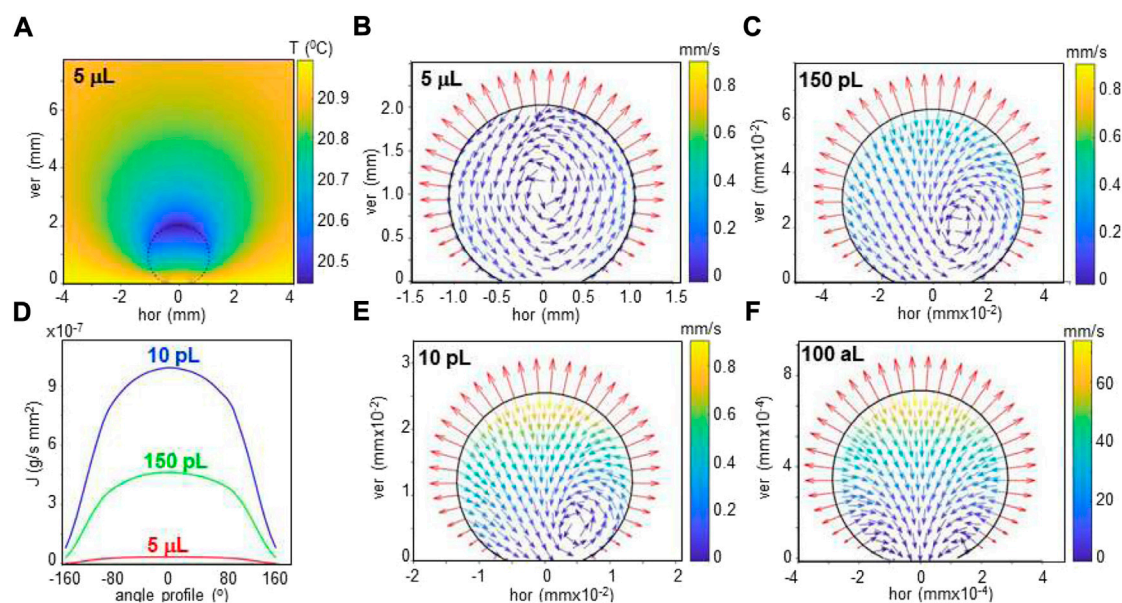 A
T (⁰C)
5 μL
ver (mm)
6
4
2
0
-4 -2 0 2 4
hor (mm)
20.9
20.8
20.7
20.6
20.5
B
mm/s
5 μL
ver (mm)
2.5
2.0
1.5
1.0
0.5
0
-1.5 -1.0 -0.5 0 0.5 1.0 1.5
hor (mm)
0.8
0.6
0.4
0.2
0
C
mm/s
150 pL
ver (mmx10⁻²)
8
6
4
2
0
-4 -2 0 2 4
hor (mmx10⁻²)
0.8
0.6
0.4
0.2
0
D
x10⁻⁷
J (g/s mm²)
9
6
3
0
10 pL
150 pL
5 μL
-160 -80 0 80 160
angle profile (⁰)
E
mm/s
10 pL
ver (mmx10⁻²)
3
2
1
0
-2 -1 0 1 2
hor (mmx10⁻²)
0.8
0.6
0.4
0.2
0
F
mm/s
100 aL
ver (mmx10⁻⁴)
9
6
3
0
-4 -2 0 2 4
hor (mmx10⁻⁴)
60
40
20
0